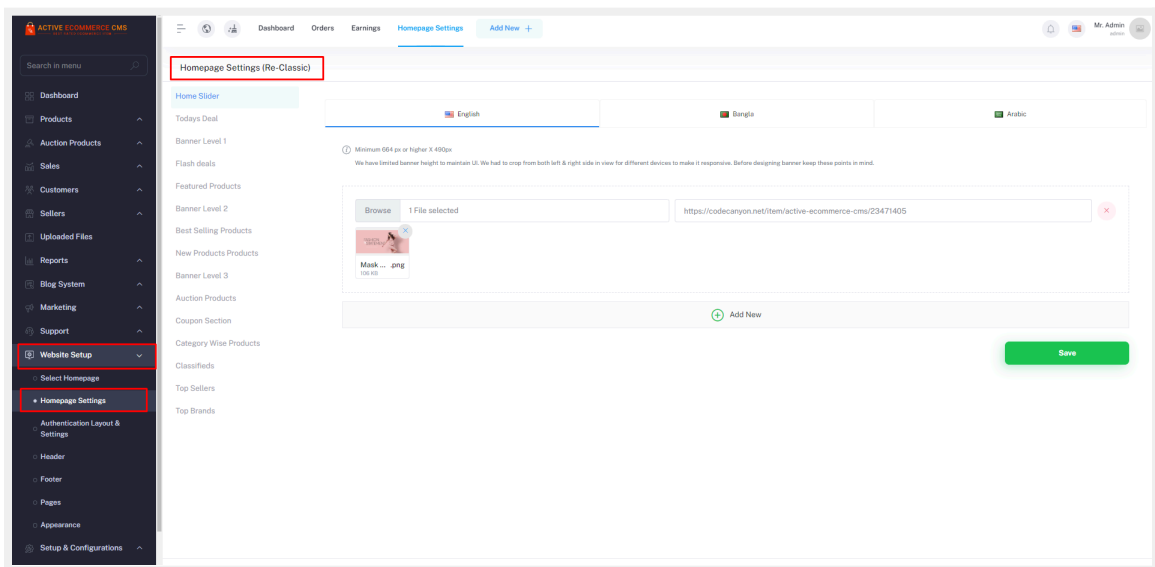 ACTIVE ECOMMERCE CMS
Dashboard
Orders
Earnings
Homepage Settings
Add New +
Mr. Admin
admin
Search in menu
Homepage Settings (Re-Classic)
Dashboard
Products
Auction Products
Sales
Customers
Sellers
Uploaded Files
Reports
Blog System
Marketing
Support
Website Setup
Select Homepage
Homepage Settings
Authentication Layout &
Settings
Header
Footer
Pages
Appearance
Setup & Configurations
Home Slider
Todays Deal
Banner Level 1
Flash deals
Featured Products
Banner Level 2
Best Selling Products
New Products Products
Banner Level 3
Auction Products
Coupon Section
Category Wise Products
Classifieds
Top Sellers
Top Brands
English
Bangla
Arabic
Minimum 664 px or higher X 490px
We have limited banner height to maintain UI. We had to crop from both left & right side in view for different devices to make it responsive. Before designing banner keep these points in mind.
Browse
1 File selected
https://codecanyon.net/item/active-ecommerce-cms/23471405
Mask ... .png
106 KB
Add New
Save